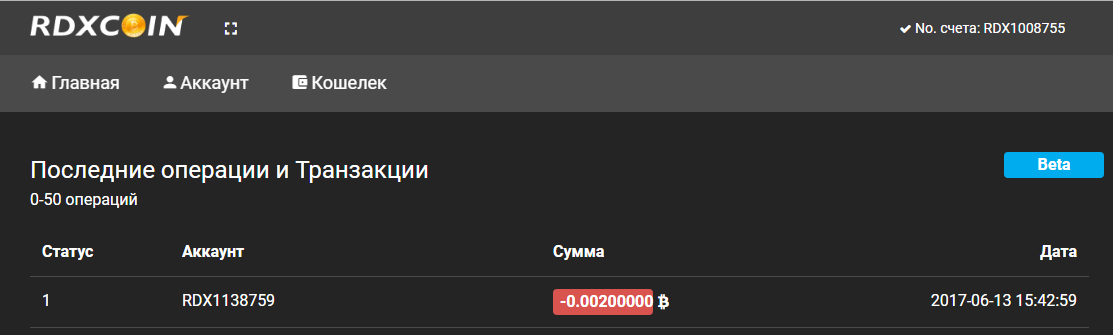 RDXCOIN
No. счета: RDX1008755
Главная Аккаунт Кошелек
Последние операции и Транзакции
Beta
0-50 операций
Статус Аккаунт Сумма Дата
1 RDX1138759 -0.00200000 ₿ 2017-06-13 15:42:59